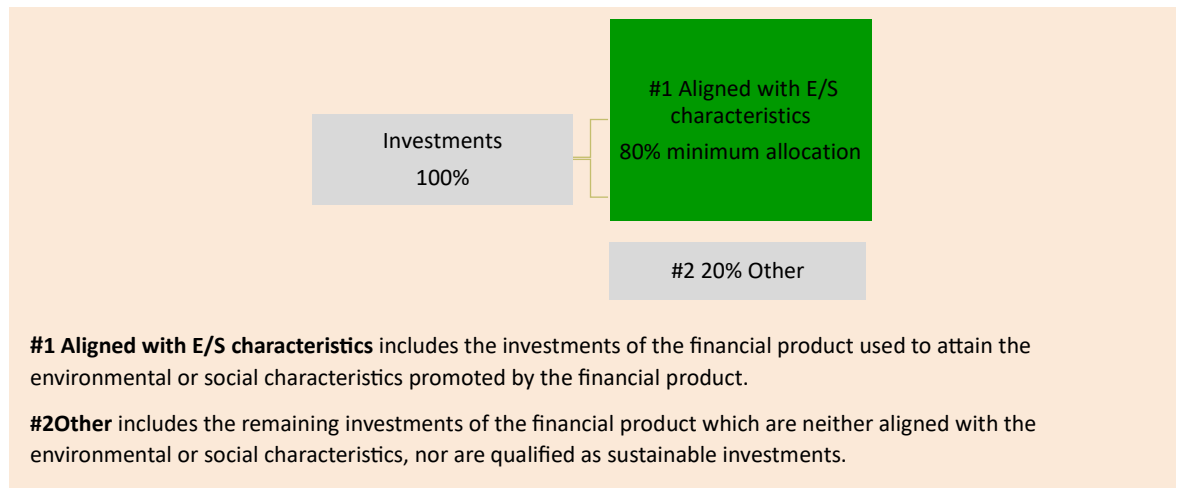 Investments
100%
#1 Aligned with E/S
characteristics
80% minimum allocation
#2 20% Other
#1 Aligned with E/S characteristics includes the investments of the financial product used to attain the
environmental or social characteristics promoted by the financial product.
#2Other includes the remaining investments of the financial product which are neither aligned with the
environmental or social characteristics, nor are qualified as sustainable investments.